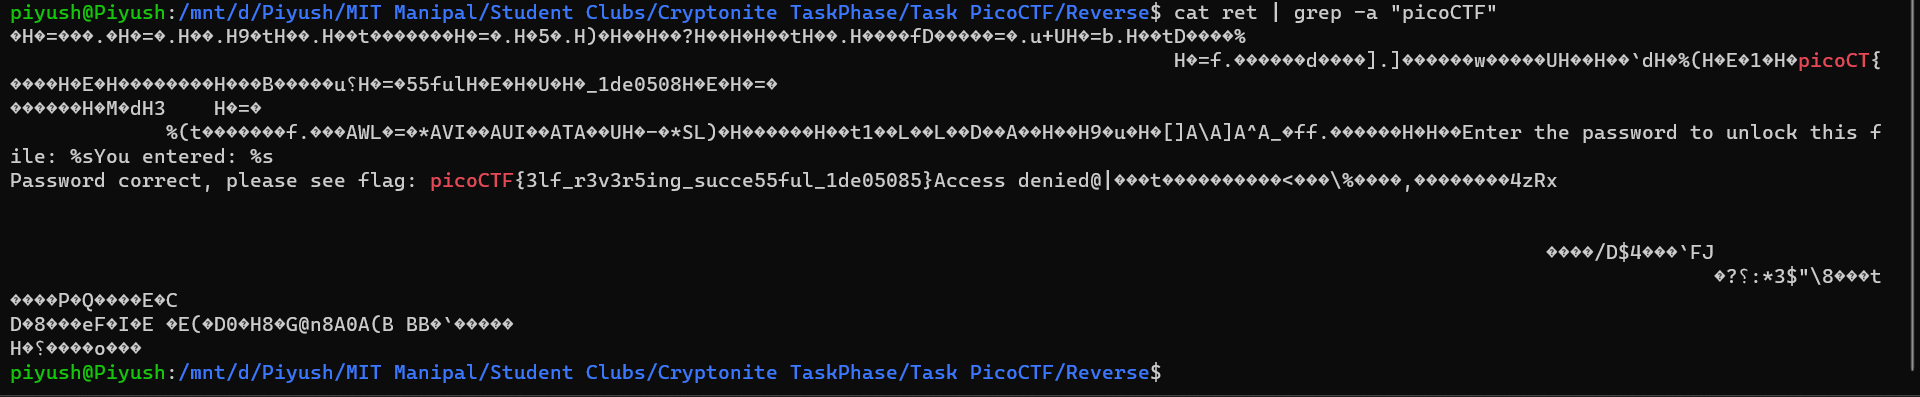 piyush@Piyush:/mnt/d/Piyush/MIT Manipal/Student Clubs/Cryptonite TaskPhase/Task PicoCTF/Reverse$ cat ret | grep -a "picoCTF"
�H�=���.�H�=�.H��.H9�tH��.H��t�������H�=�.H�5�.H)�H��H��?H��H�H��tH��.H����fD�����=�.u+UH�=b.H��tD����%
H�=f.������d����].]������w�����UH��H��`dH�%(H�E�1�H�picoCT{
����H�E�H��������H���B�����u⸮H�=�55fulH�E�H�U�H�_1de0508H�E�H�=�
������H�M�dH3 H�=�
%(t�������f.���AWL�=�*AVI��AUI��ATA��UH�-�*SL)�H������H��t1��L��L��D��A��H��H9�u�H�[]A\A]A^A_�ff.������H�H��Enter the password to unlock this f
ile: %sYou entered: %s
Password correct, please see flag: picoCTF{3lf_r3v3r5ing_succe55ful_1de05085}Access denied@|���t����������<���\%����,��������4zRx
����/D$4���`FJ
�?⸮:*3$"\8���t
����P�Q����E�C
D�8���eF�I�E �E(�D0�H8�G@n8A0A(B BB�`�����
H�⸮����o���
piyush@Piyush:/mnt/d/Piyush/MIT Manipal/Student Clubs/Cryptonite TaskPhase/Task PicoCTF/Reverse$